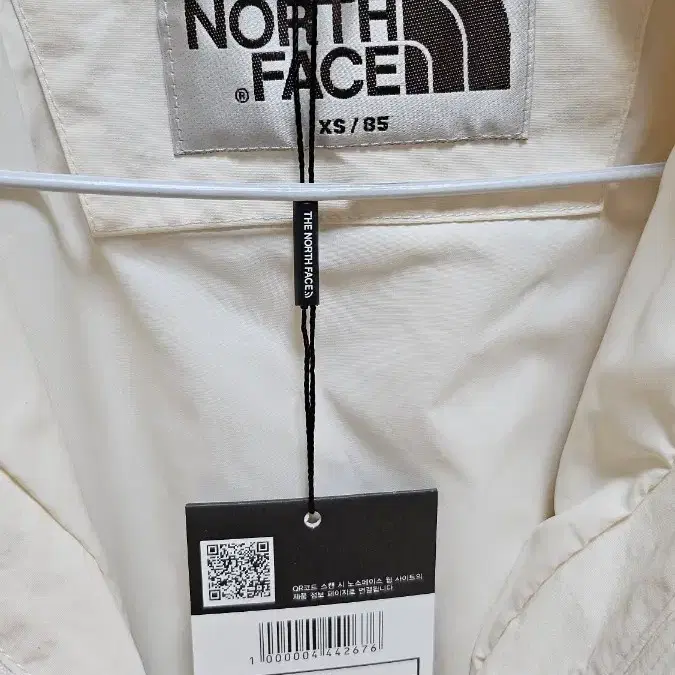 NORTH
FACE
®
XS / 85
THE NORTH FACE
QR코드 스캔 시 노스페이스 웹 사이트의
제품 정보 페이지로 연결됩니다.
1 000004 442676